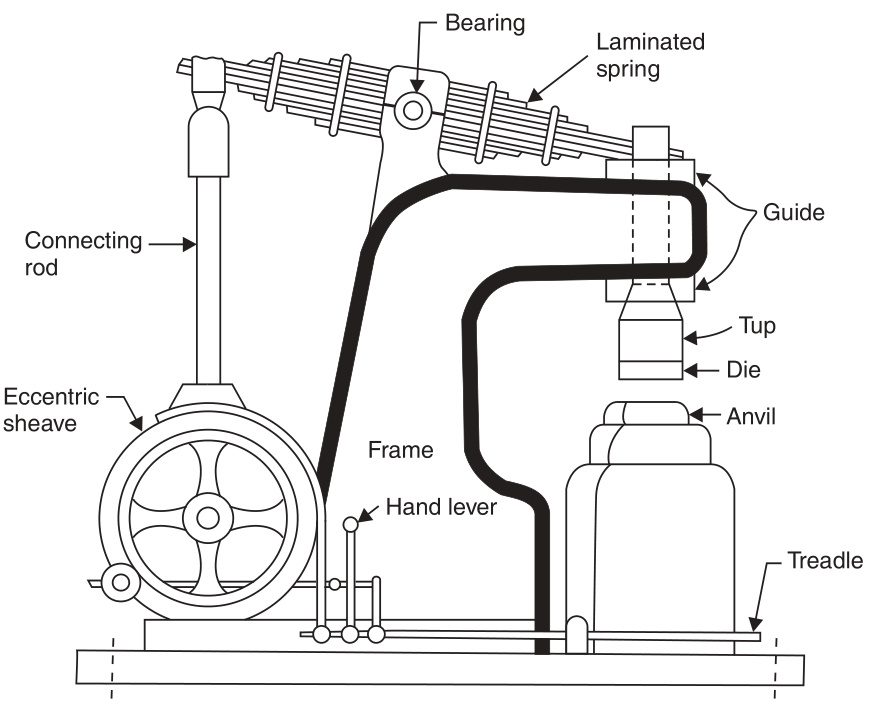 Bearing
Laminated
spring
Guide
Connecting
rod
Tup
Die
Eccentric
sheave
Anvil
Frame
Hand lever
Treadle